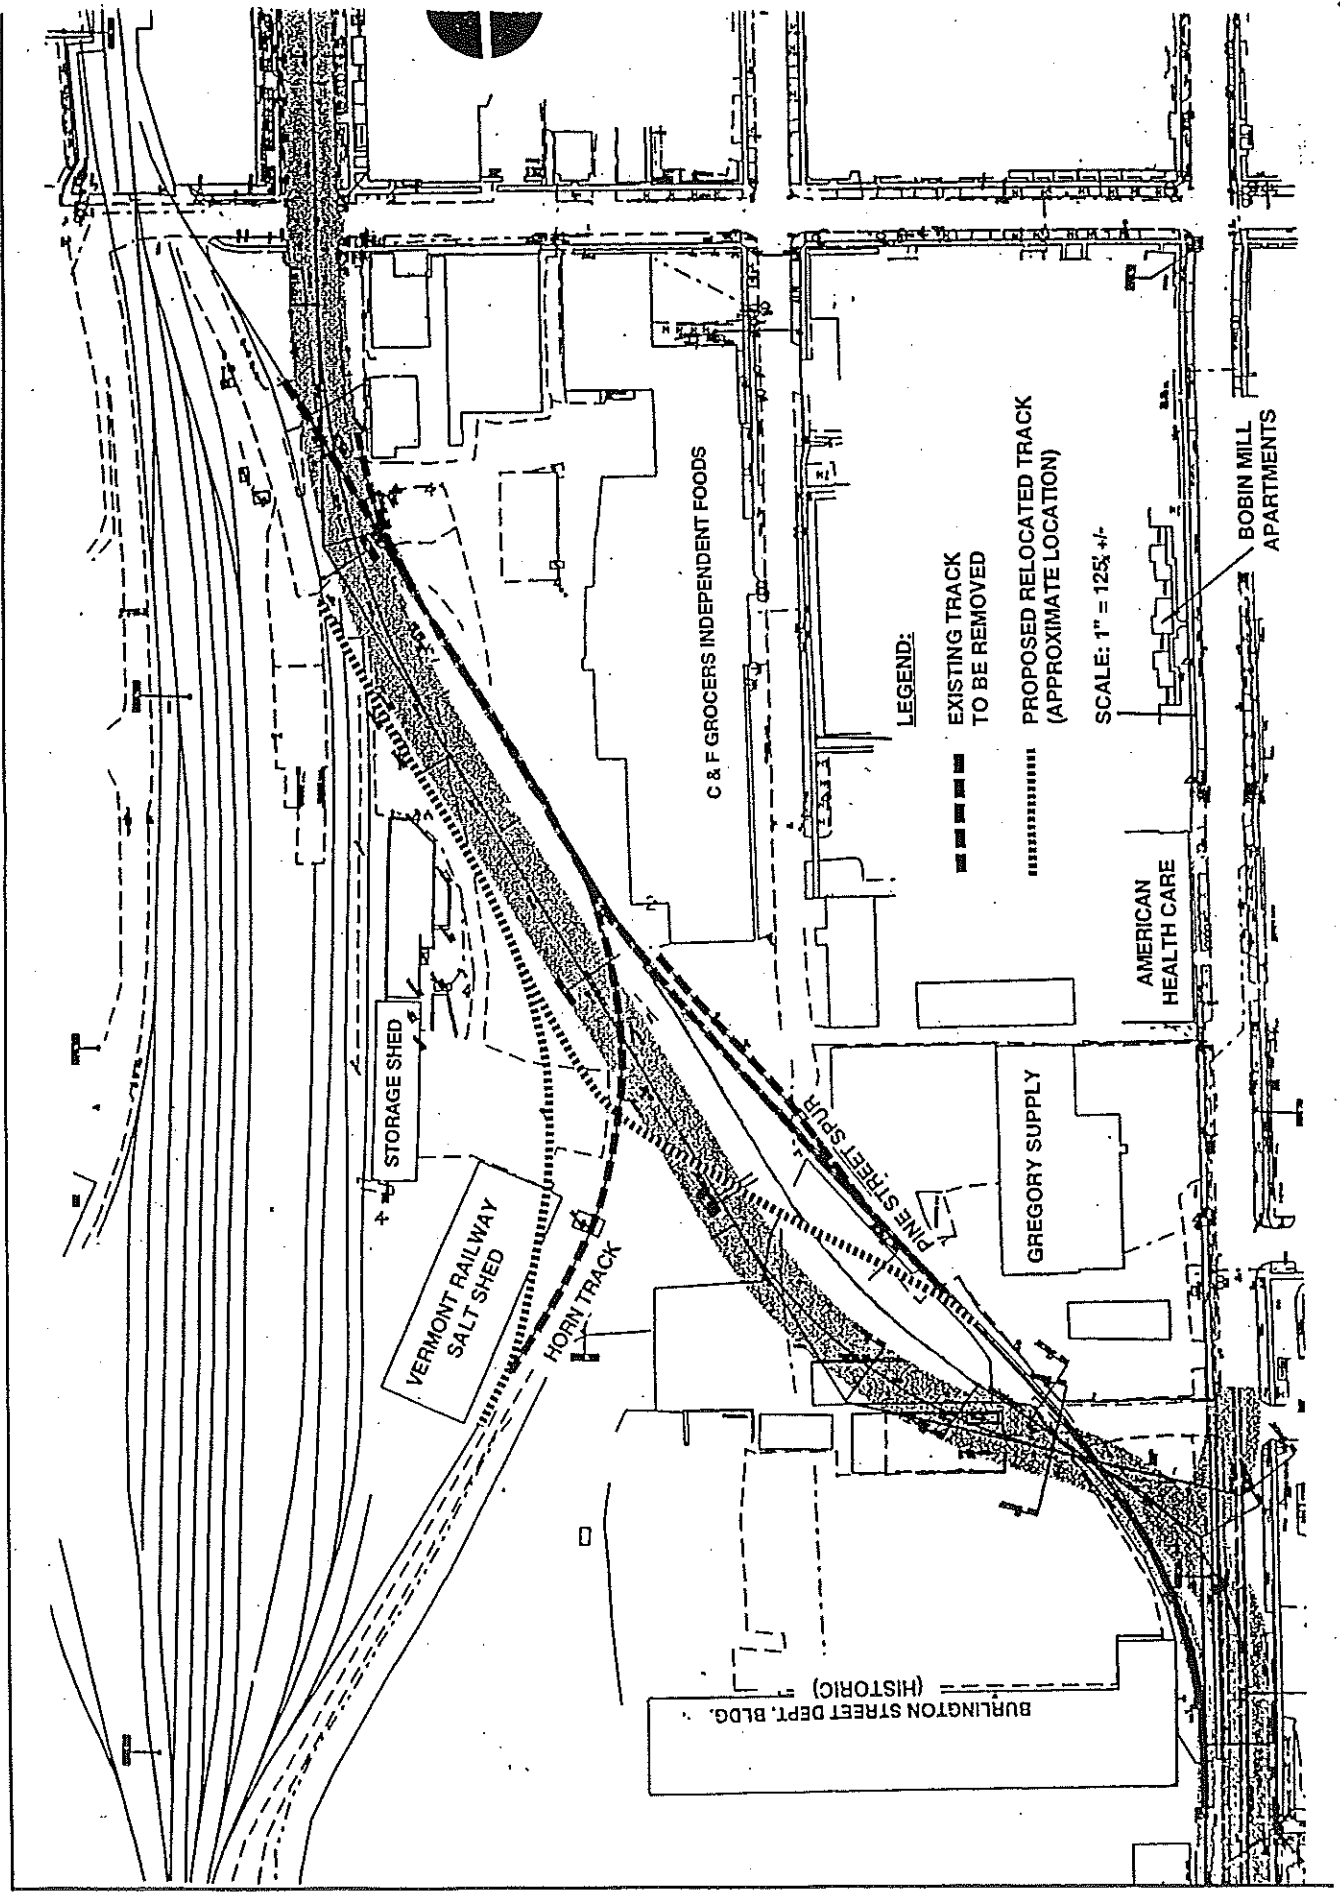 C & F GROCERS INDEPENDENT FOODS
LEGEND:
EXISTING TRACK
TO BE REMOVED
PROPOSED RELOCATED TRACK
(APPROXIMATE LOCATION)
SCALE: 1" = 125' +/-
BOBIN MILL
APARTMENTS
AMERICAN
HEALTH CARE
STORAGE SHED
VERMONT RAILWAY
SALT SHED
HORN TRACK
PINE STREET SPUR
GREGORY SUPPLY
BURLINGTON STREET DEPT. BLDG.
(HISTORIC)